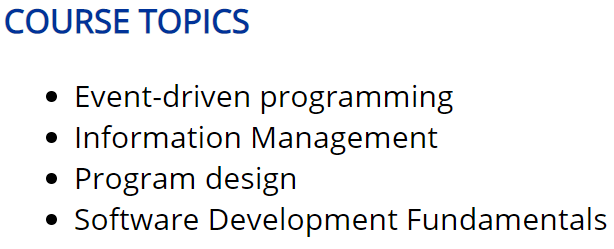 COURSE TOPICS
• Event-driven programming
• Information Management
• Program design
• Software Development Fundamentals